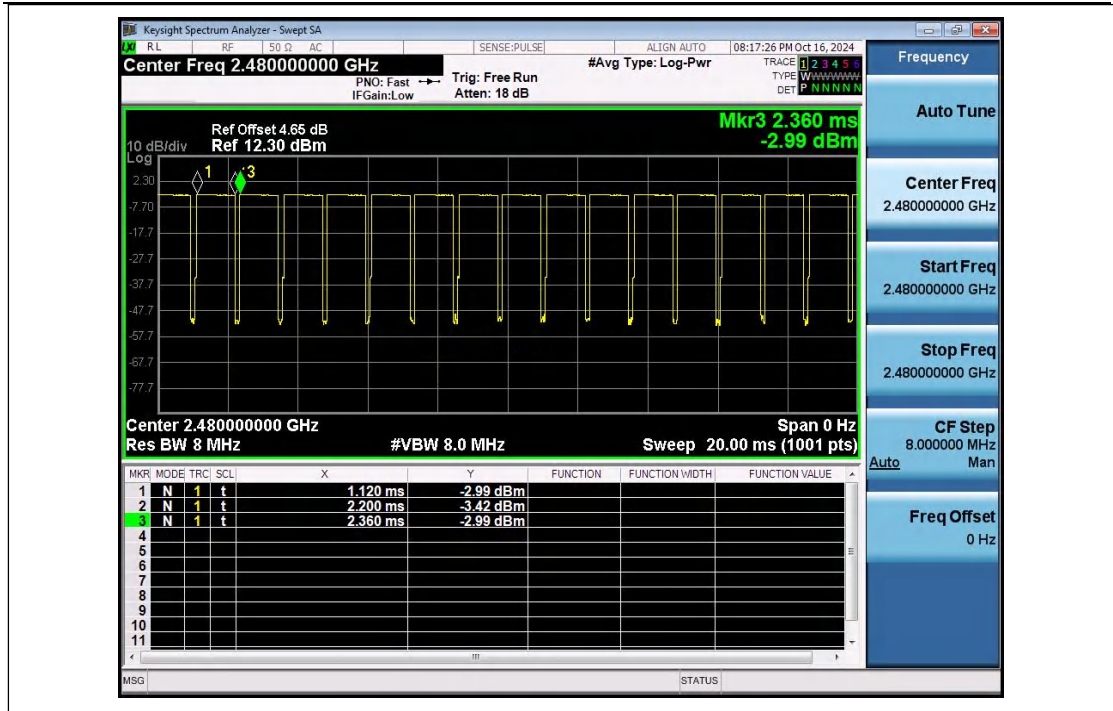 Keysight Spectrum Analyzer - Swept SA
LXI RL RF 50 Ω AC SENSE:PULSE ALIGN AUTO 08:17:26 PM Oct 16, 2024
Center Freq 2.480000000 GHz
PNO: Fast
IFGain:Low
Trig: Free Run
Atten: 18 dB
#Avg Type: Log-Pwr
TRACE 1 2 3 4 5 6
TYPE WWWWWW
DET P N N N N N
Mkr3 2.360 ms
-2.99 dBm
Ref Offset 4.65 dB
10 dB/div Ref 12.30 dBm
Log
1 3
2.30
-7.70
-17.7
-27.7
-37.7
-47.7
-57.7
-67.7
-77.7
Center 2.480000000 GHz Span 0 Hz
Res BW 8 MHz #VBW 8.0 MHz Sweep 20.00 ms (1001 pts)
MKR MODE TRC SCL X Y FUNCTION FUNCTION WIDTH FUNCTION VALUE
1 N 1 t 1.120 ms -2.99 dBm
2 N 1 t 2.200 ms -3.42 dBm
3 N 1 t 2.360 ms -2.99 dBm
4
5
6
7
8
9
10
11
MSG STATUS
Frequency
Auto Tune
Center Freq
2.480000000 GHz
Start Freq
2.480000000 GHz
Stop Freq
2.480000000 GHz
CF Step
8.000000 MHz
Auto Man
Freq Offset
0 Hz